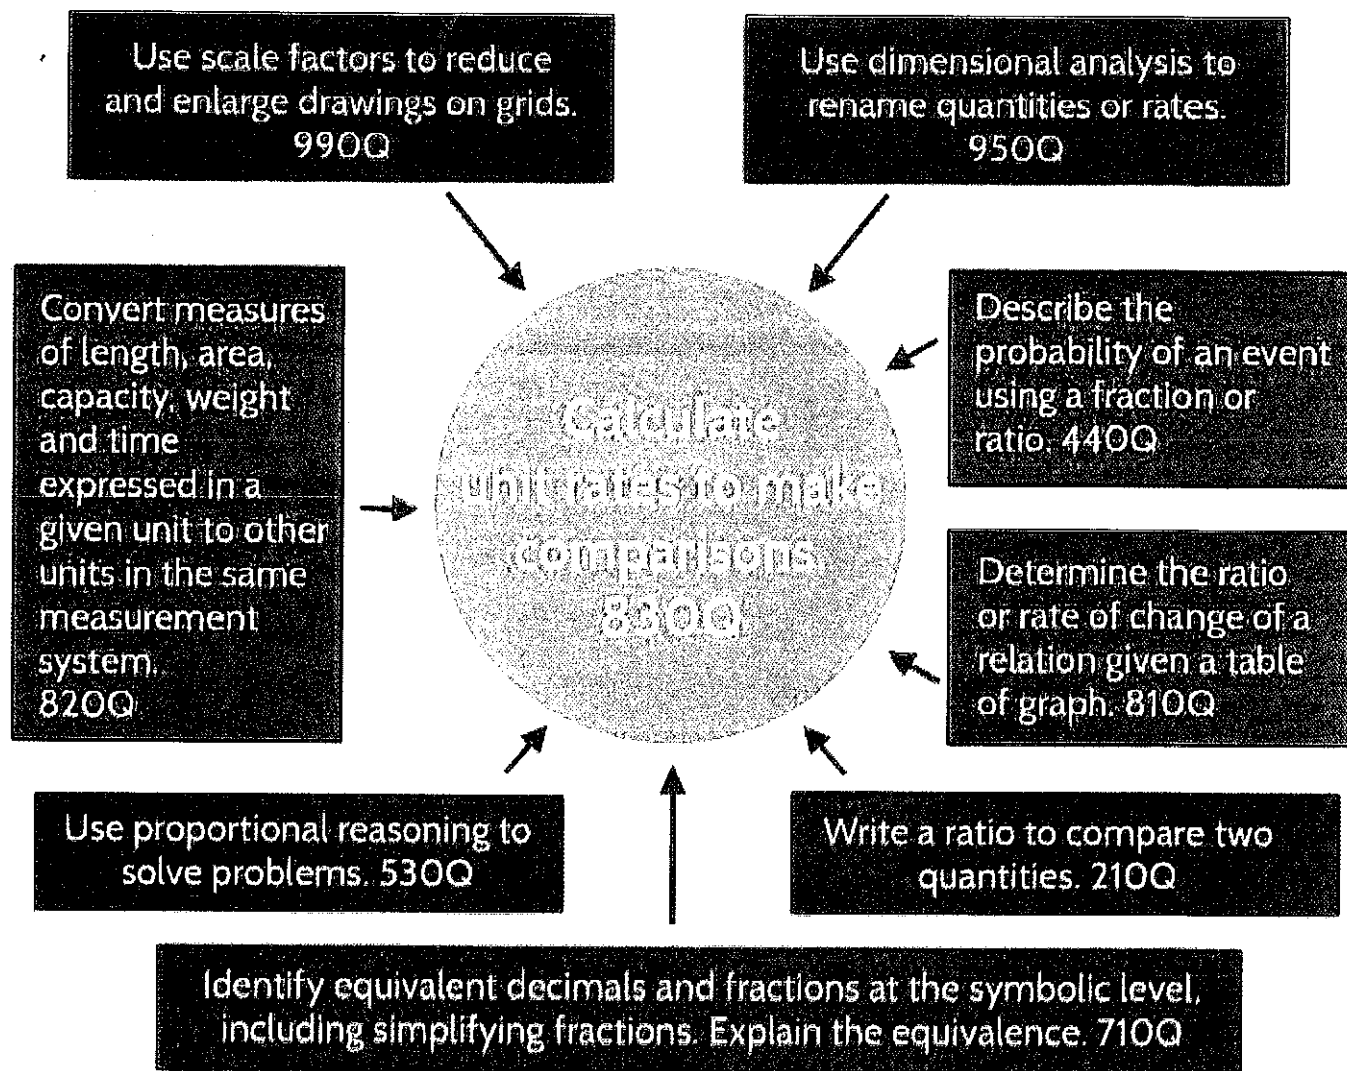 Use scale factors to reduce
and enlarge drawings on grids.
990Q
Use dimensional analysis to
rename quantities or rates.
950Q
Convert measures
of length, area,
capacity, weight
and time
expressed in a
given unit to other
units in the same
measurement
system.
820Q
Calculate
unit rates to make
comparisons.
830Q
Describe the
probability of an event
using a fraction or
ratio. 440Q
Determine the ratio
or rate of change of a
relation given a table
of graph. 810Q
Use proportional reasoning to
solve problems. 530Q
Write a ratio to compare two
quantities. 210Q
Identify equivalent decimals and fractions at the symbolic level,
including simplifying fractions. Explain the equivalence. 710Q